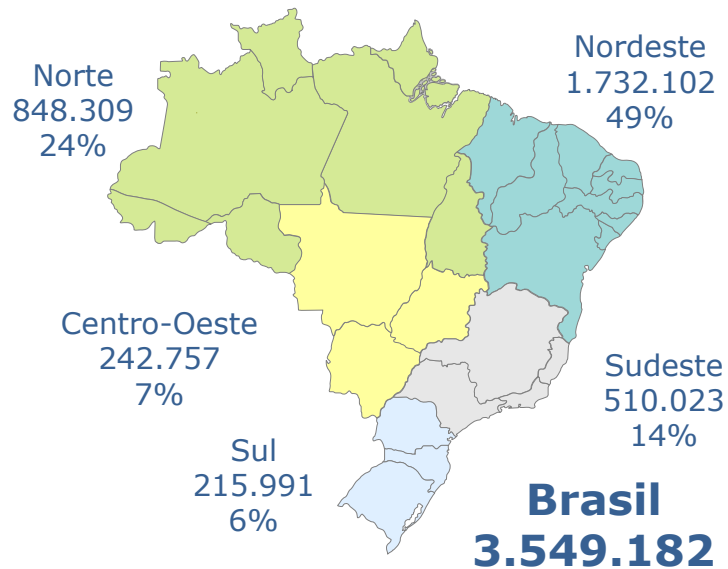 Norte
848.309
24%
Nordeste
1.732.102
49%
Centro-Oeste
242.757
7%
Sudeste
510.023
14%
Sul
215.991
6%
Brasil
3.549.182